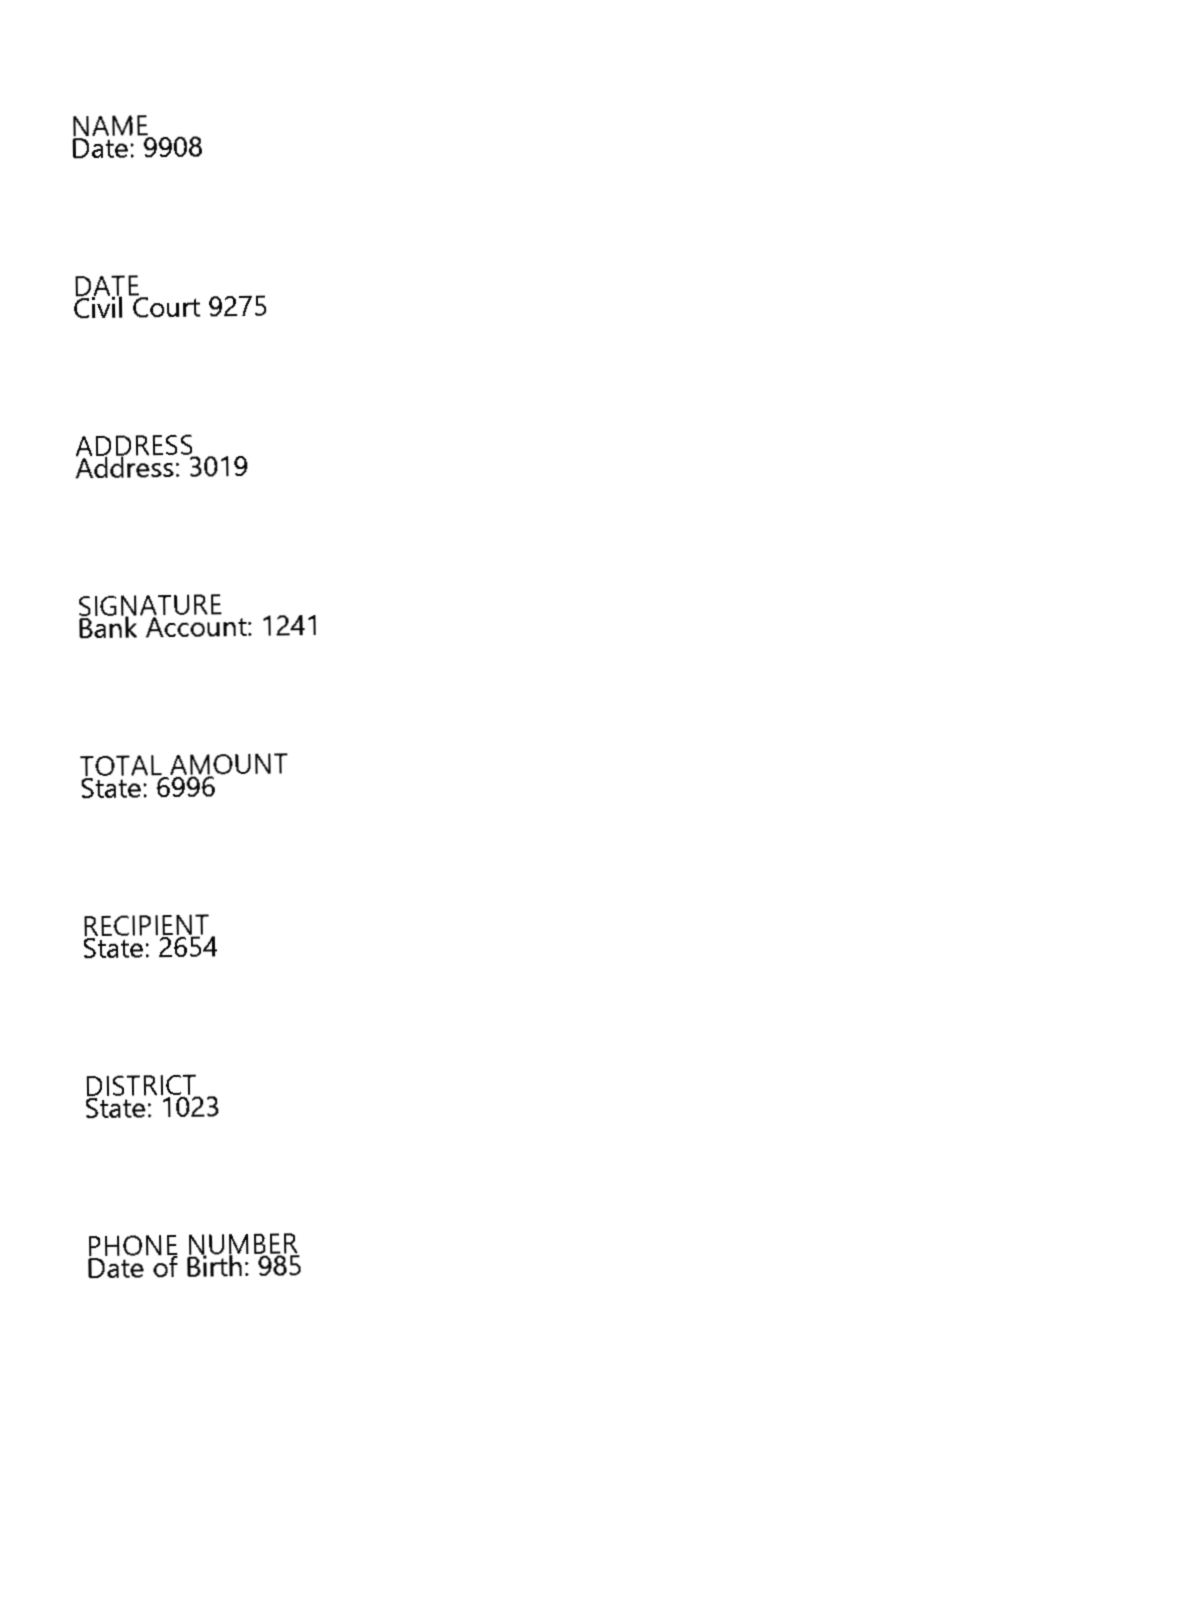 NAME
Date: 9908
DATE
Civil Court 9275
ADDRESS
Address: 3019
SIGNATURE
Bank Account: 1241
TOTAL AMOUNT
State: 6996
RECIPIENT
State: 2654
DISTRICT
State: 1023
PHONE NUMBER
Date of Birth: 985